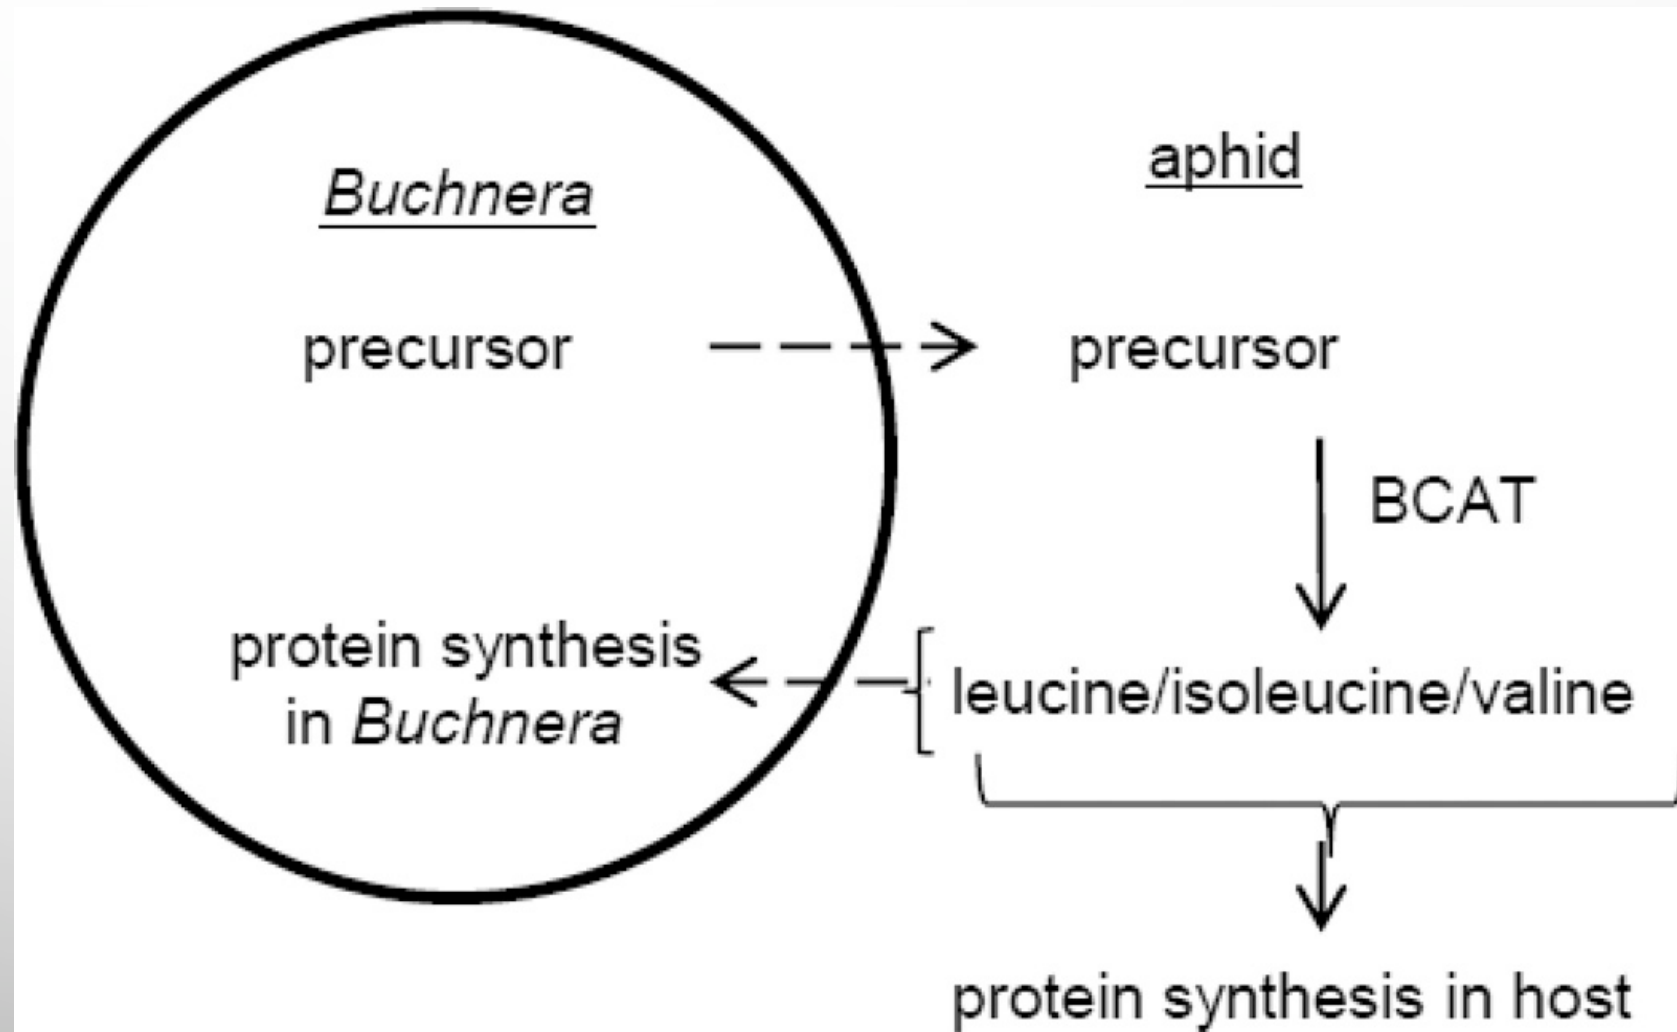 Buchnera
aphid
precursor
precursor
BCAT
protein synthesis
in Buchnera
leucine/isoleucine/valine
protein synthesis in host